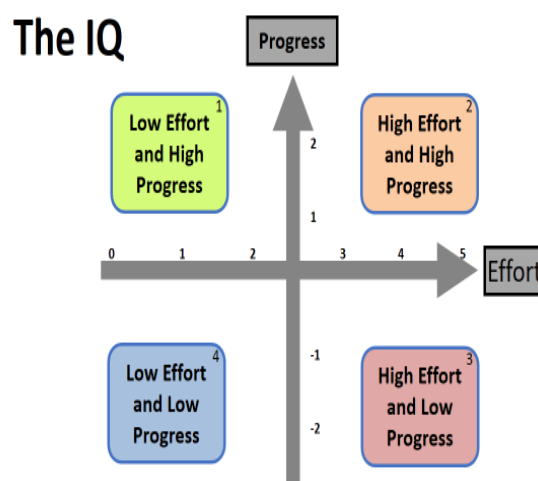 The IQ
Progress
1
Low Effort
and High
Progress
2
High Effort
and High
Progress
2
1
0 1 2 3 4 5
Effort
-1
-2
4
Low Effort
and Low
Progress
3
High Effort
and Low
Progress